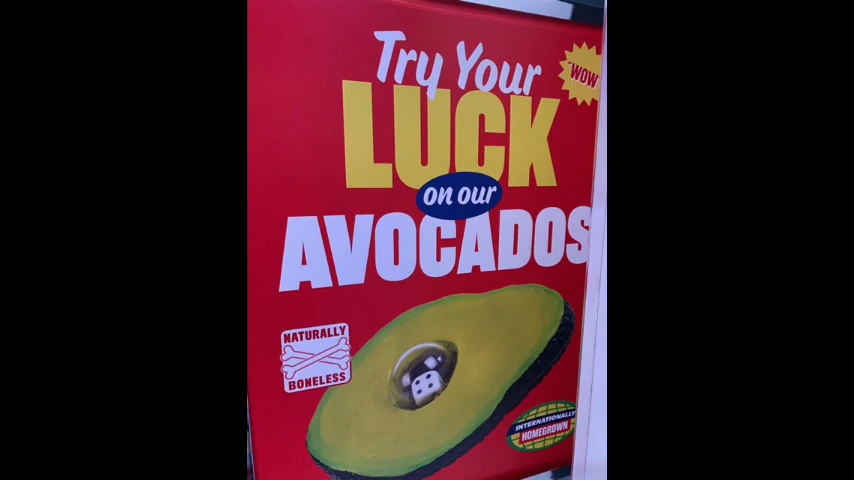 Try Your
"WOW"
LUCK
on our
AVOCADOS
NATURALLY
BONELESS
INTERNATIONALLY
HOMEGROWN